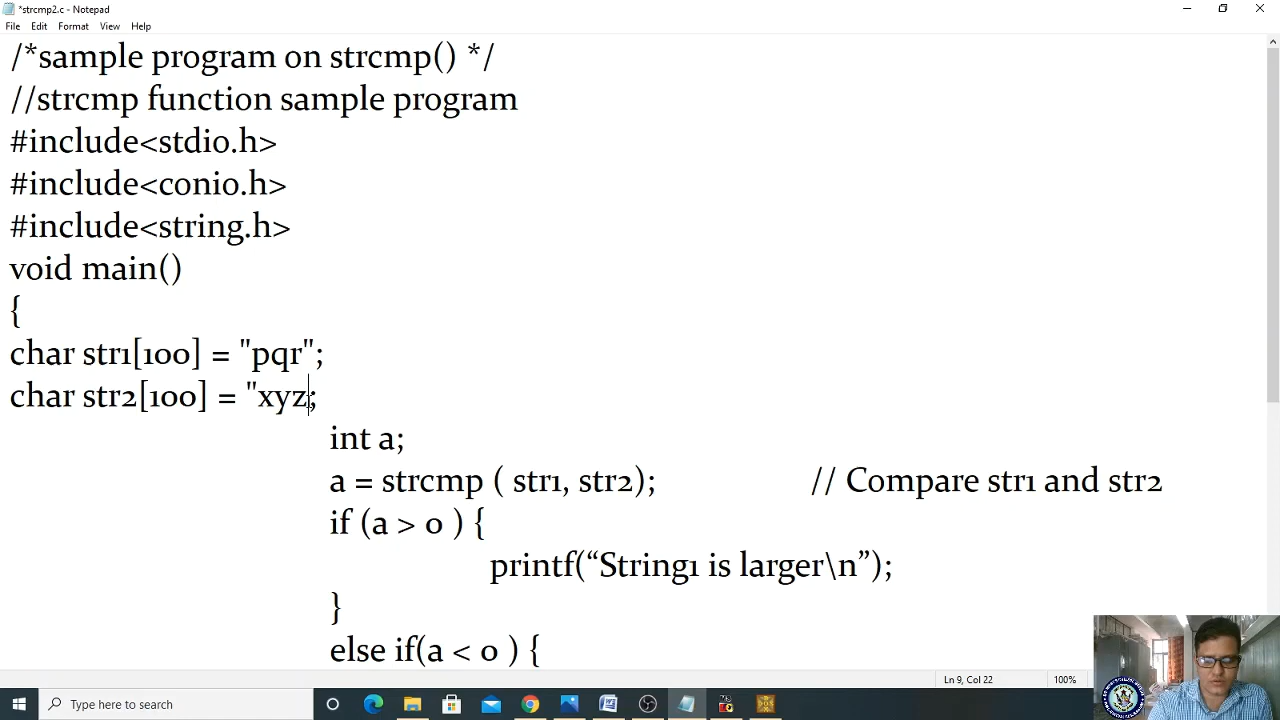 *strcmp2.c - Notepad
File Edit Format View Help
/*sample program on strcmp() */
//strcmp function sample program
#include<stdio.h>
#include<conio.h>
#include<string.h>
void main()
{
char str1[100] = "pqr";
char str2[100] = "xyz;
int a;
a = strcmp ( str1, str2); // Compare str1 and str2
if (a > 0 ) {
printf(“String1 is larger\n”);
}
else if(a < 0 ) {
Ln 9, Col 22 100%
Type here to search